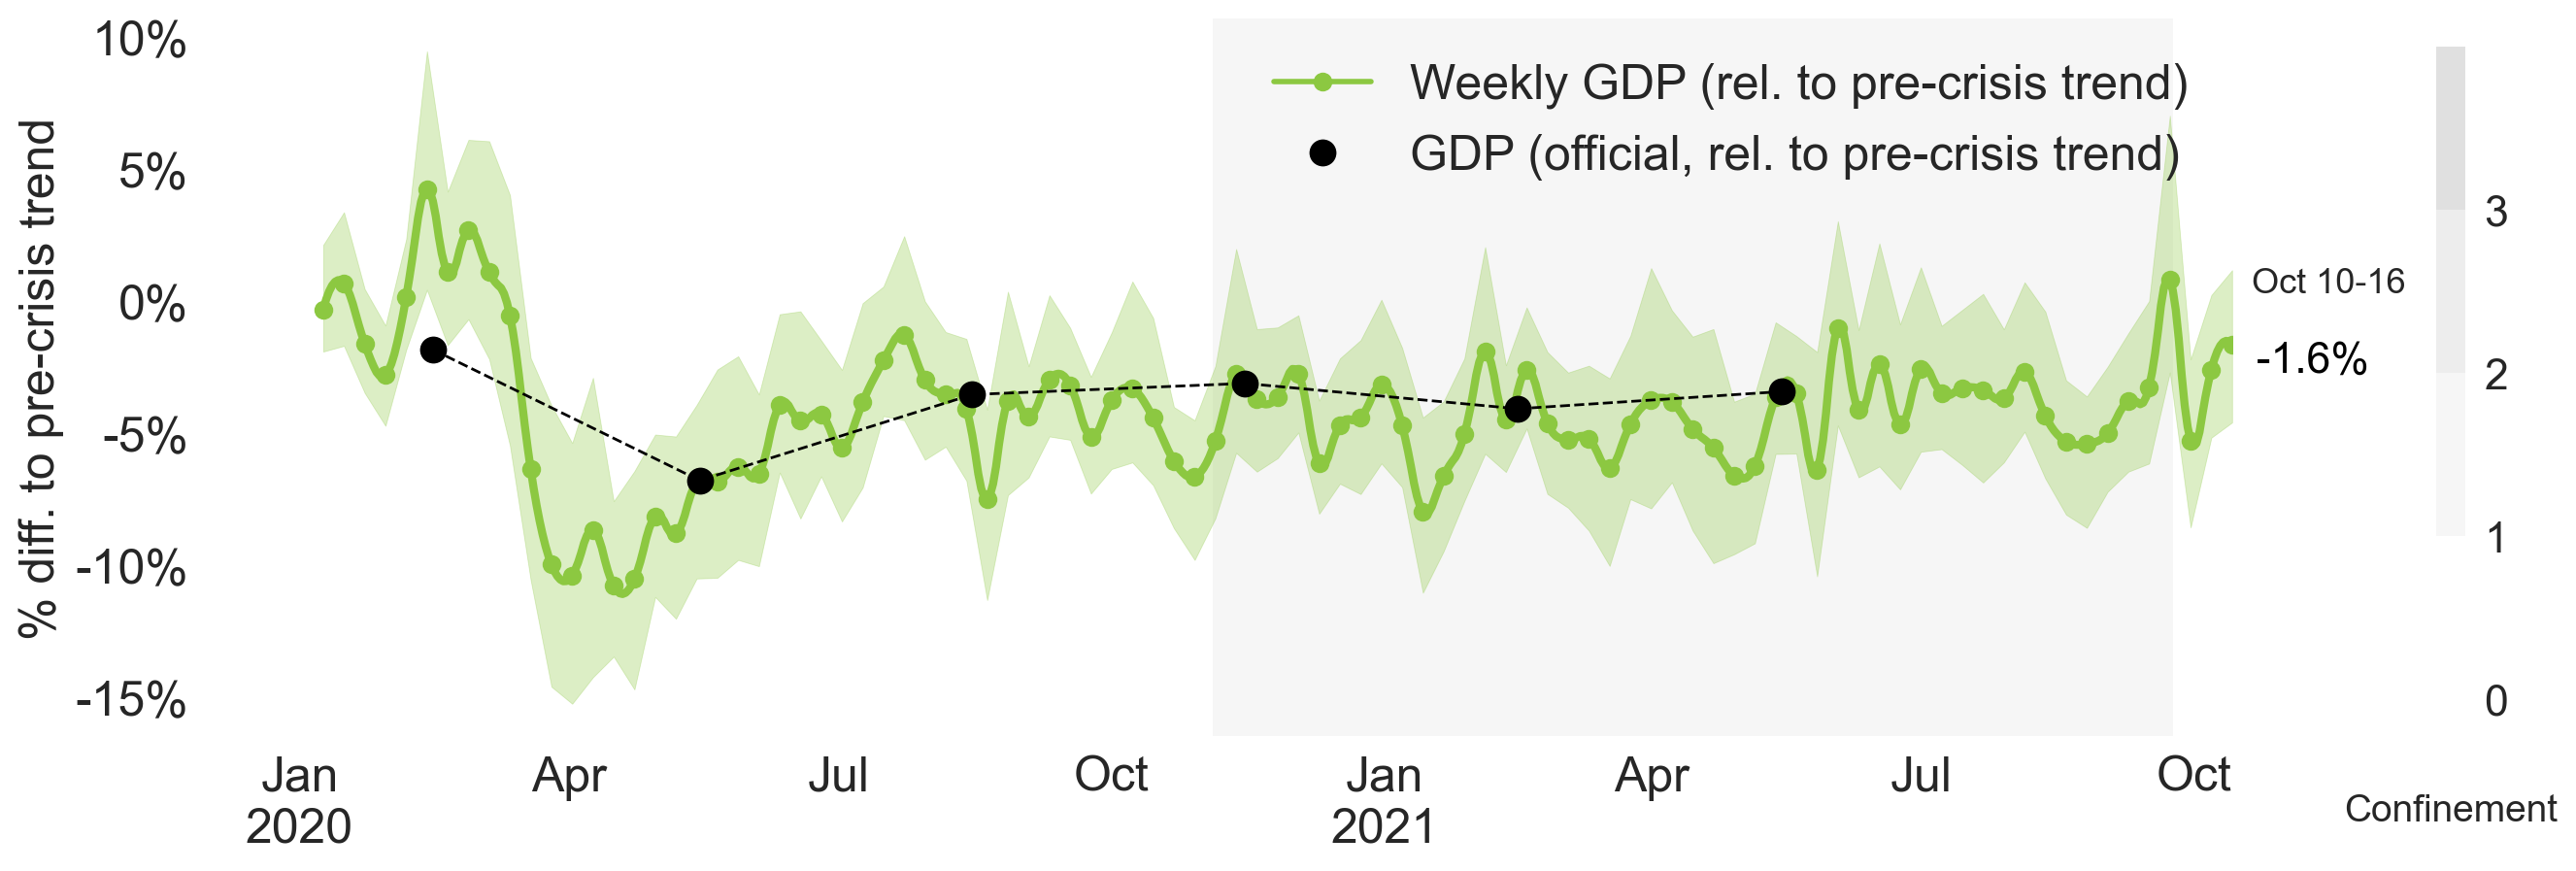 % diff. to pre-crisis trend
10%
5%
0%
-5%
-10%
-15%
Weekly GDP (rel. to pre-crisis trend)
GDP (official, rel. to pre-crisis trend)
Oct 10-16
-1.6%
3
2
1
0
Confinement
Jan Apr Jul Oct Jan Apr Jul Oct
2020 2021